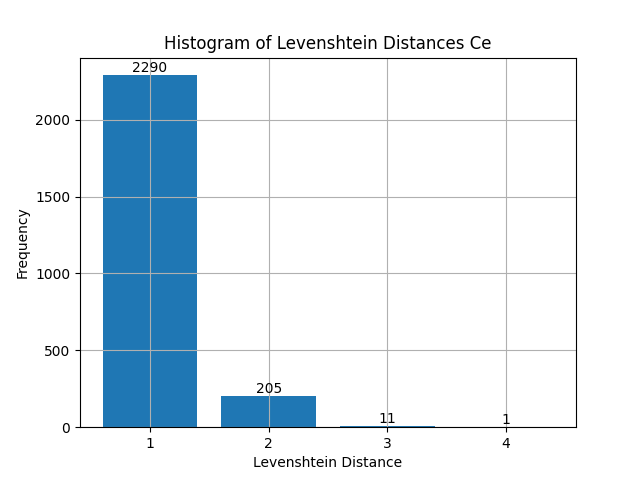 Histogram of Levenshtein Distances Ce
2290
2000
1500
1000
500
0
Frequency
205
11
1
1 2 3 4
Levenshtein Distance